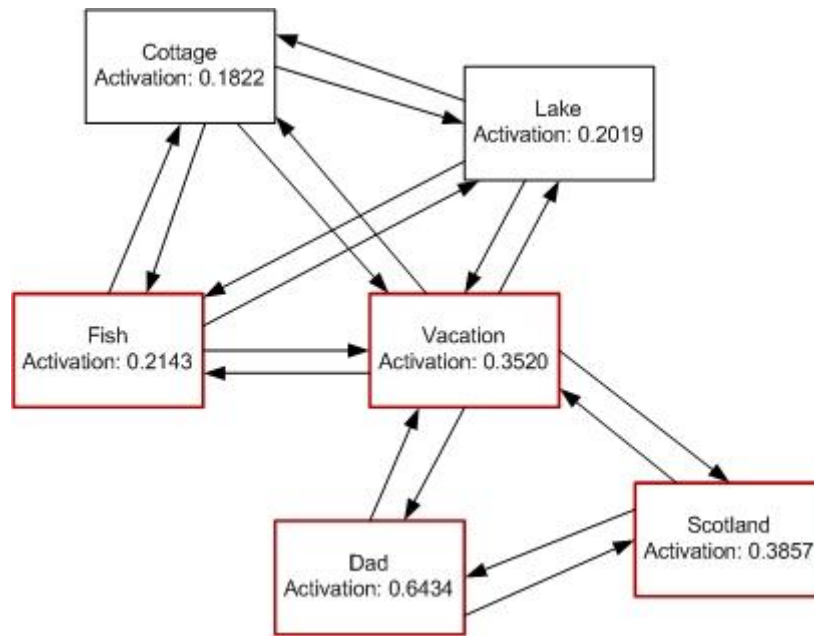 Cottage
Activation: 0.1822
Lake
Activation: 0.2019
Fish
Activation: 0.2143
Vacation
Activation: 0.3520
Scotland
Activation: 0.3857
Dad
Activation: 0.6434